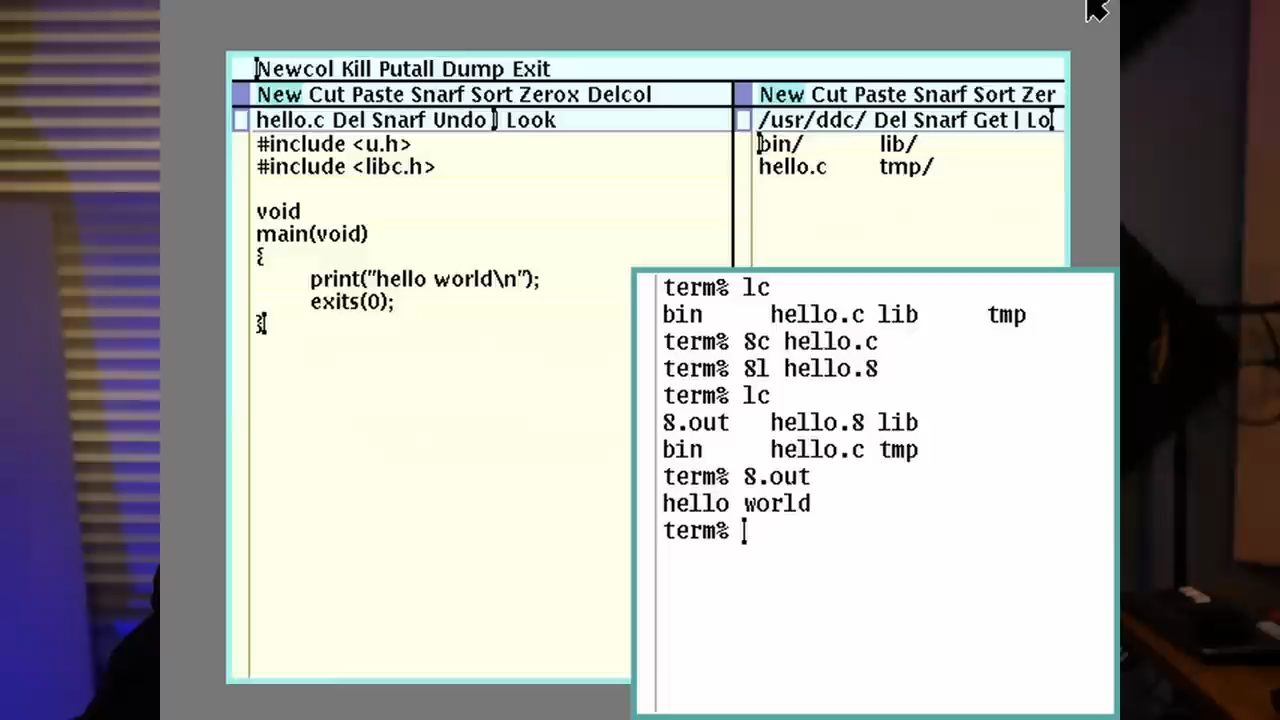 Newcol Kill Putall Dump Exit
New Cut Paste Snarf Sort Zerox Delcol
hello.c Del Snarf Undo | Look
#include <u.h>
#include <libc.h>
void
main(void)
{
print("hello world\n");
exits(0);
}
New Cut Paste Snarf Sort Zer
/usr/ddc/ Del Snarf Get | Lo
bin/ lib/
hello.c tmp/
term% lc
bin hello.c lib tmp
term% 8c hello.c
term% 8l hello.8
term% lc
8.out hello.8 lib
bin hello.c tmp
term% 8.out
hello world
term%